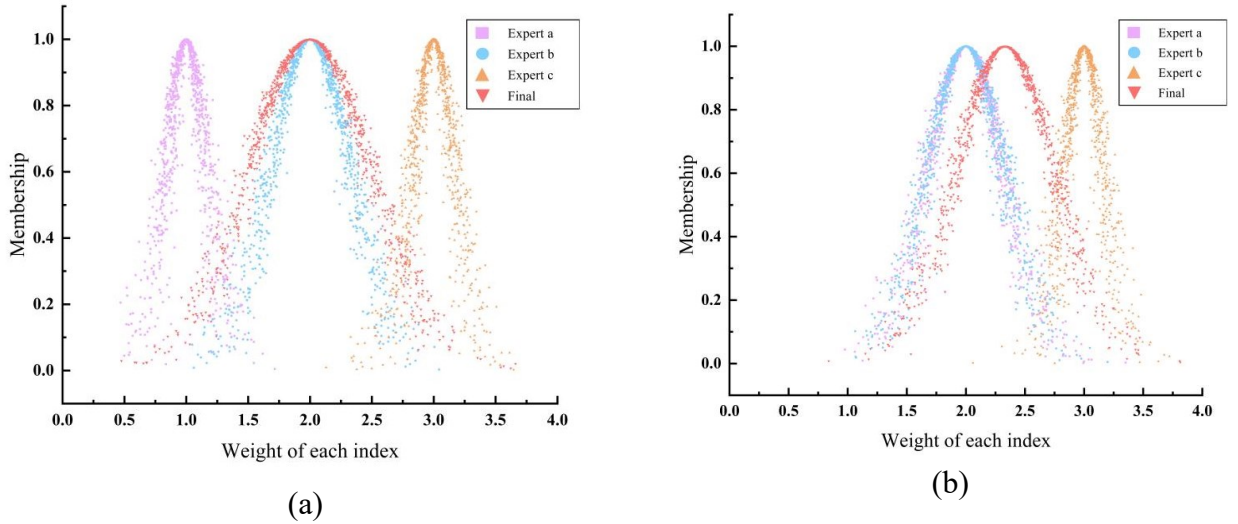 Expert a
Expert b
Expert c
Final
Membership
1.0
0.8
0.6
0.4
0.2
0.0
0.0 0.5 1.0 1.5 2.0 2.5 3.0 3.5 4.0
Weight of each index
(a)
Expert a
Expert b
Expert c
Final
Membership
1.0
0.8
0.6
0.4
0.2
0.0
0.0 0.5 1.0 1.5 2.0 2.5 3.0 3.5 4.0
Weight of each index
(b)